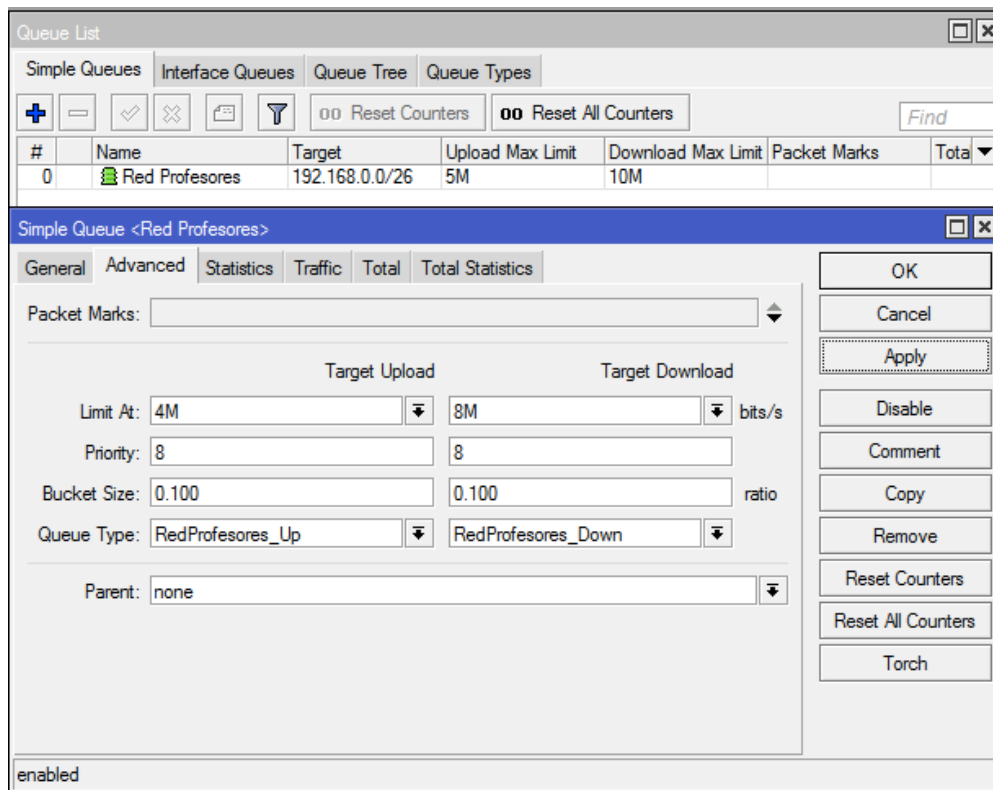 Queue List
Simple Queues Interface Queues Queue Tree Queue Types
00 Reset Counters 00 Reset All Counters Find
# Name Target Upload Max Limit Download Max Limit Packet Marks Total
0 Red Profesores 192.168.0.0/26 5M 10M
Simple Queue <Red Profesores>
General Advanced Statistics Traffic Total Total Statistics
OK
Packet Marks:
Cancel
Target Upload Target Download
Apply
Limit At: 4M 8M bits/s
Disable
Priority: 8 8
Comment
Bucket Size: 0.100 0.100 ratio
Copy
Queue Type: RedProfesores_Up RedProfesores_Down
Remove
Parent: none
Reset Counters
Reset All Counters
Torch
enabled